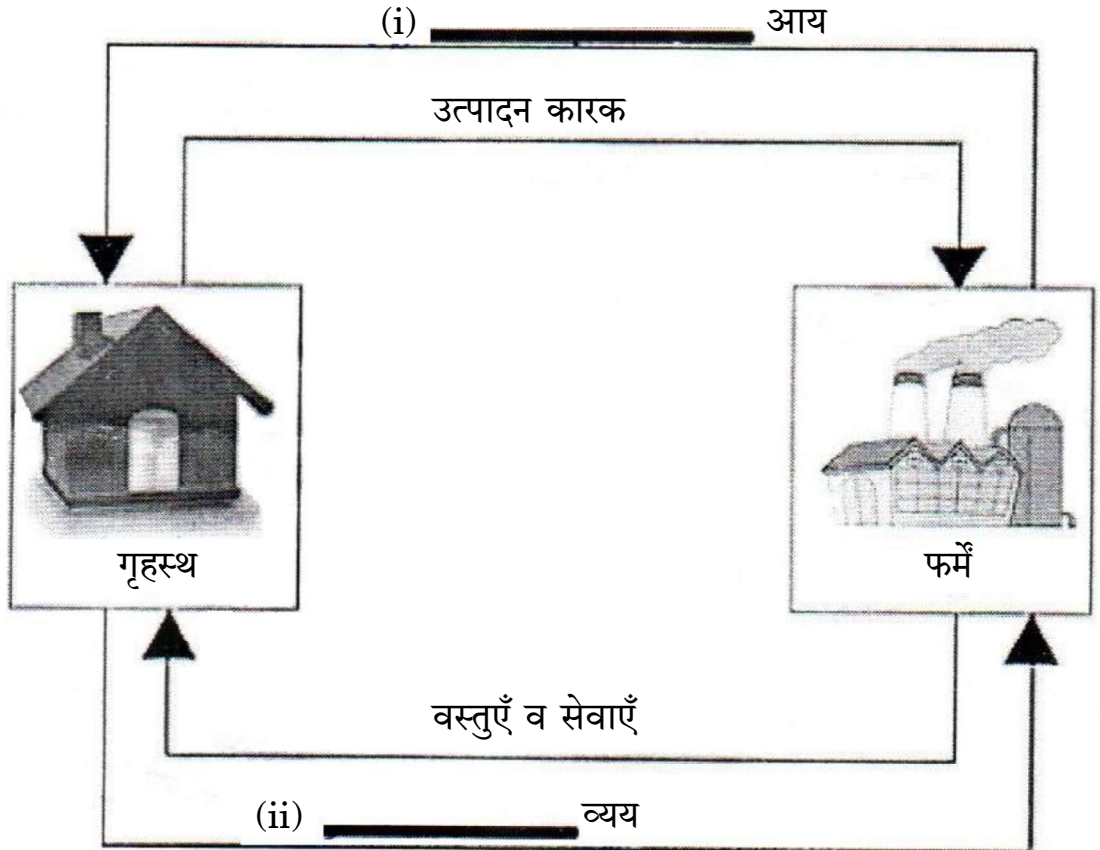 (i) आय
उत्पादन कारक
गृहस्थ
फर्में
वस्तुएँ व सेवाएँ
(ii) व्यय